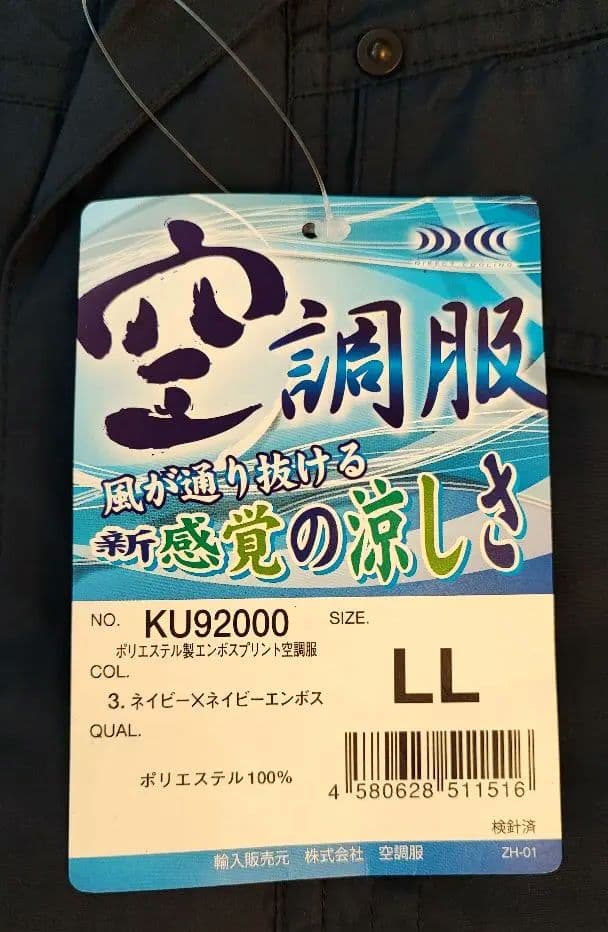 DIRECT COOLING
空調服
風が通り抜ける
新感覚の涼しさ
NO. KU92000
ポリエステル製エンボスプリント空調服
SIZE.
LL
COL.
3. ネイビー×ネイビーエンボス
QUAL.
ポリエステル100%
4 580628 511516
検針済
輸入販売元 株式会社 空調服
ZH-01